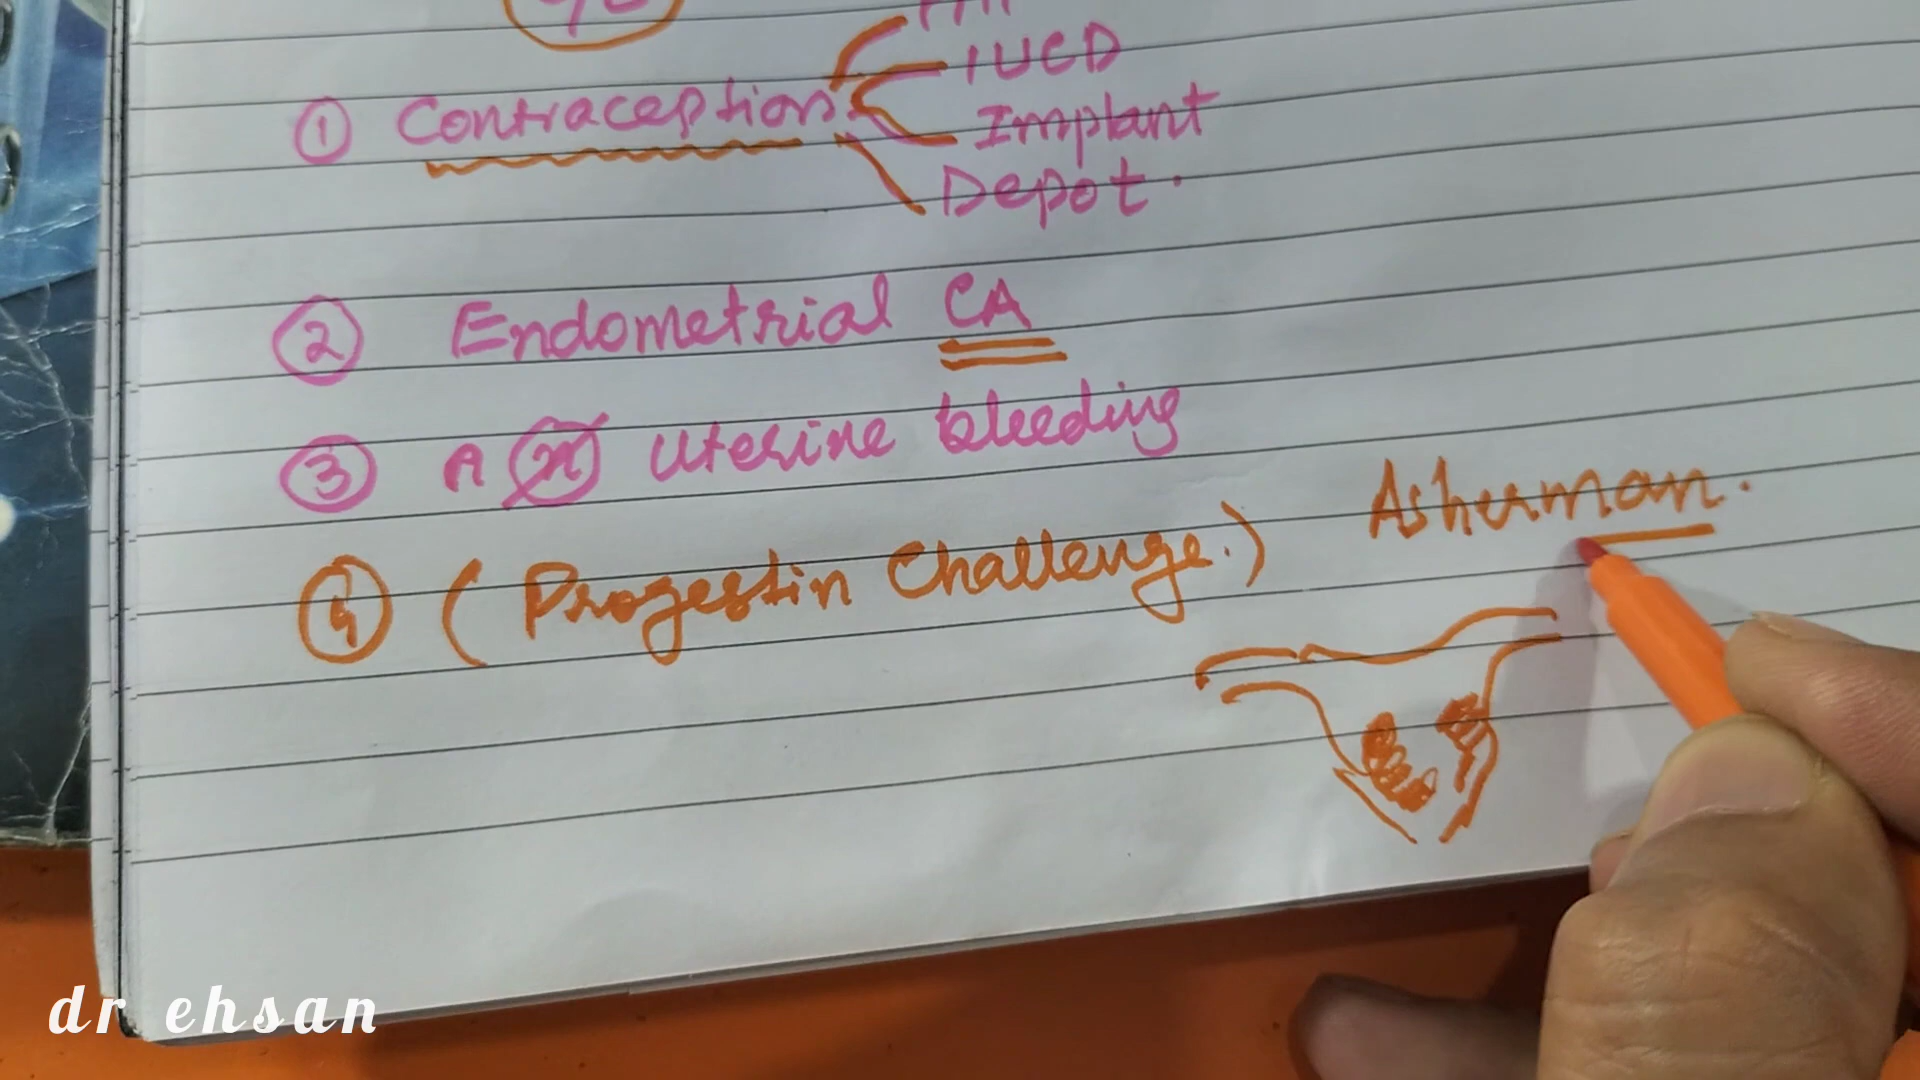 IUCD
① Contraception
Implant
Depot.
② Endometrial CA
③ A n Uterine bleeding
④ (Progestin Challenge.)
Asherman.
dr ehsan